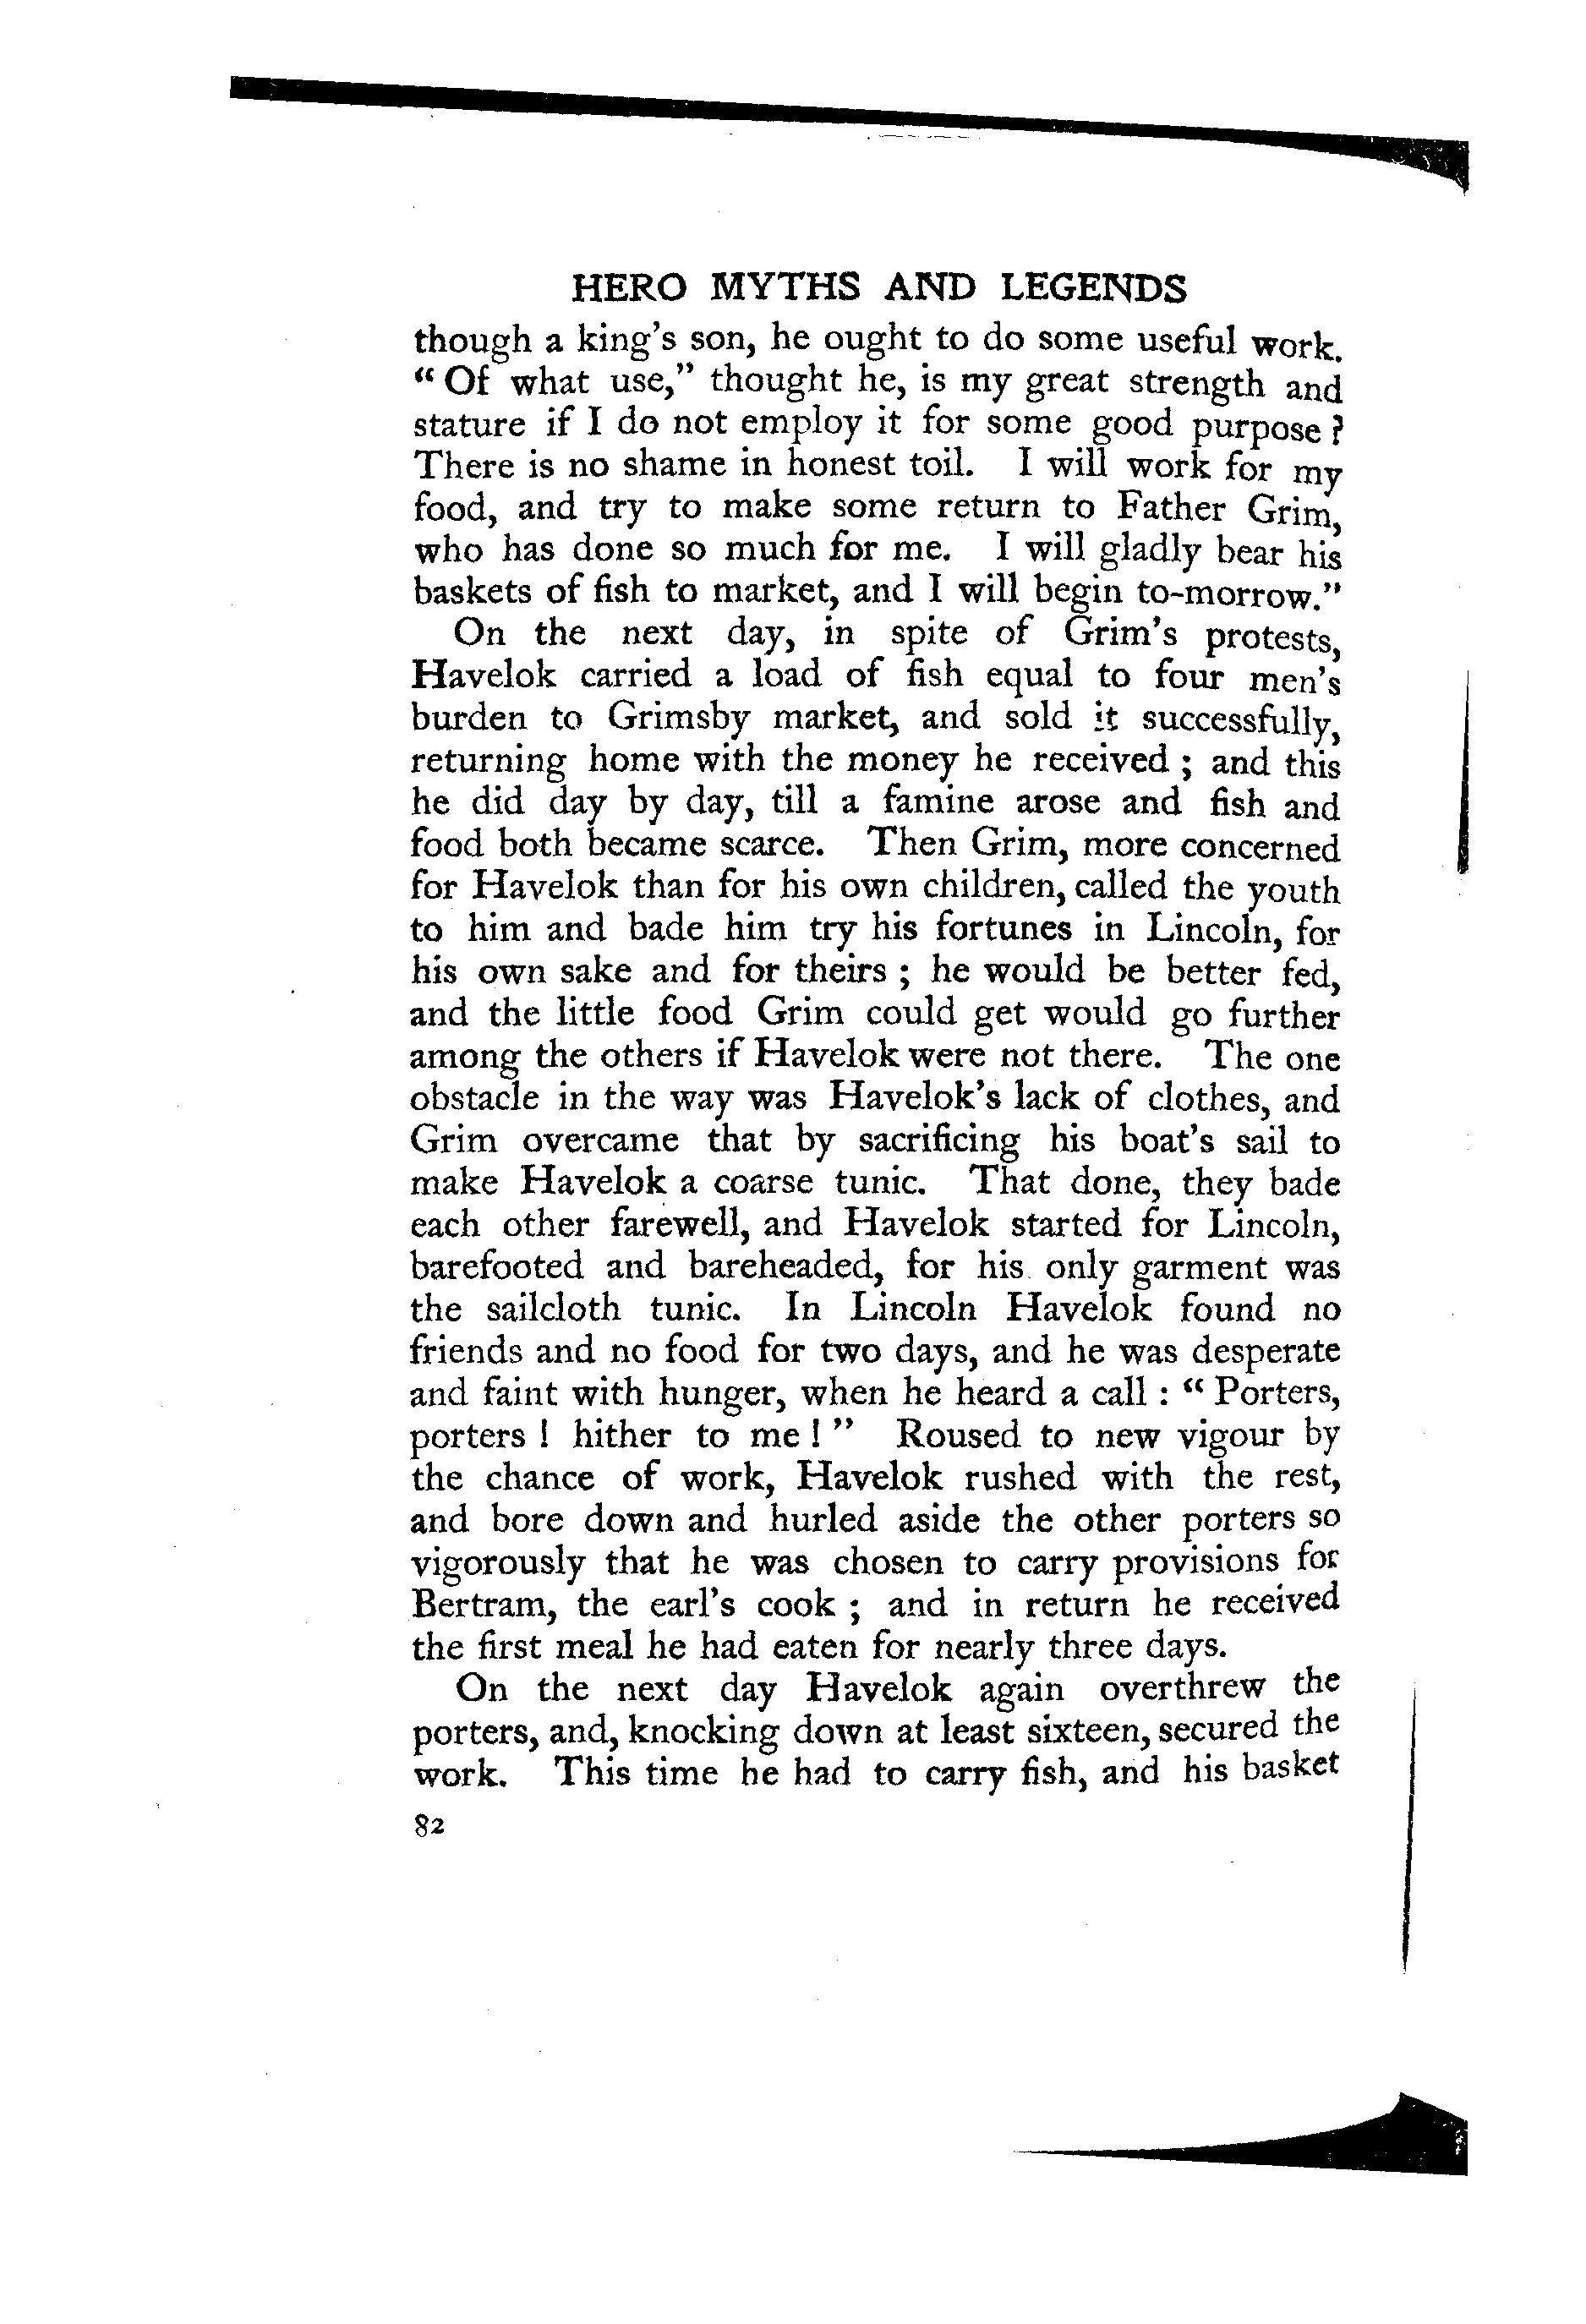 HERO MYTHS AND LEGENDS
though a king's son, he ought to do some useful work.
“Of what use,” thought he, is my great strength and
stature if I do not employ it for some good purpose?
There is no shame in honest toil. I will work for my
food, and try to make some return to Father Grim,
who has done so much for me. I will gladly bear his
baskets of fish to market, and I will begin to-morrow.”
On the next day, in spite of Grim's protests,
Havelok carried a load of fish equal to four men's
burden to Grimsby market, and sold it successfully,
returning home with the money he received; and this
he did day by day, till a famine arose and fish and
food both became scarce. Then Grim, more concerned
for Havelok than for his own children, called the youth
to him and bade him try his fortunes in Lincoln, for
his own sake and for theirs; he would be better fed,
and the little food Grim could get would go further
among the others if Havelok were not there. The one
obstacle in the way was Havelok's lack of clothes, and
Grim overcame that by sacrificing his boat's sail to
make Havelok a coarse tunic. That done, they bade
each other farewell, and Havelok started for Lincoln,
barefooted and bareheaded, for his only garment was
the sailcloth tunic. In Lincoln Havelok found no
friends and no food for two days, and he was desperate
and faint with hunger, when he heard a call: “Porters,
porters! hither to me!” Roused to new vigour by
the chance of work, Havelok rushed with the rest,
and bore down and hurled aside the other porters so
vigorously that he was chosen to carry provisions for
Bertram, the earl's cook; and in return he received
the first meal he had eaten for nearly three days.
On the next day Havelok again overthrew the
porters, and, knocking down at least sixteen, secured the
work. This time he had to carry fish, and his basket
82